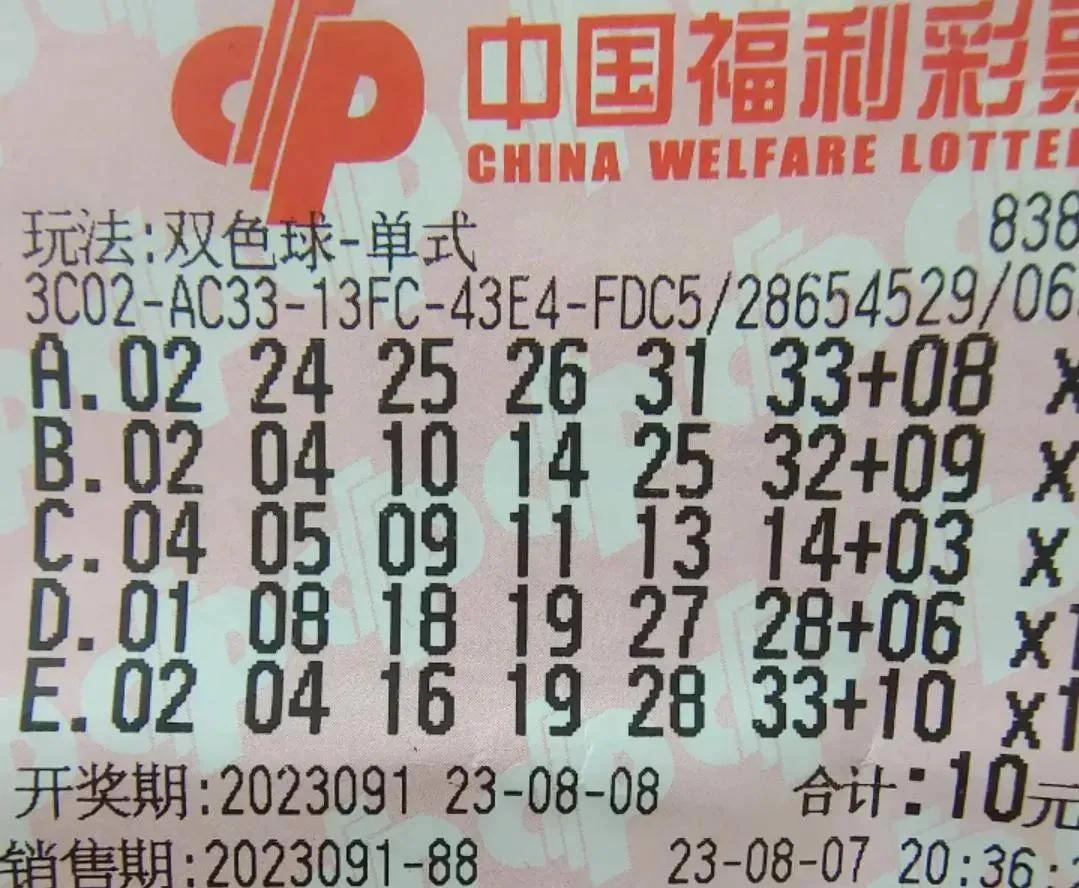 中国福利彩票
CHINA WELFARE LOTTE
玩法:双色球-单式 838
3C02-AC33-13FC-43E4-FDC5/28654529/06
A.02 24 25 26 31 33+08 x
B.02 04 10 14 25 32+09 x
C.04 05 09 11 13 14+03 x
D.01 08 18 19 27 28+06 x1
E.02 04 16 19 28 33+10 x1
开奖期:2023091 23-08-08 合计:10元
销售期:2023091-88 23-08-07 20:36: